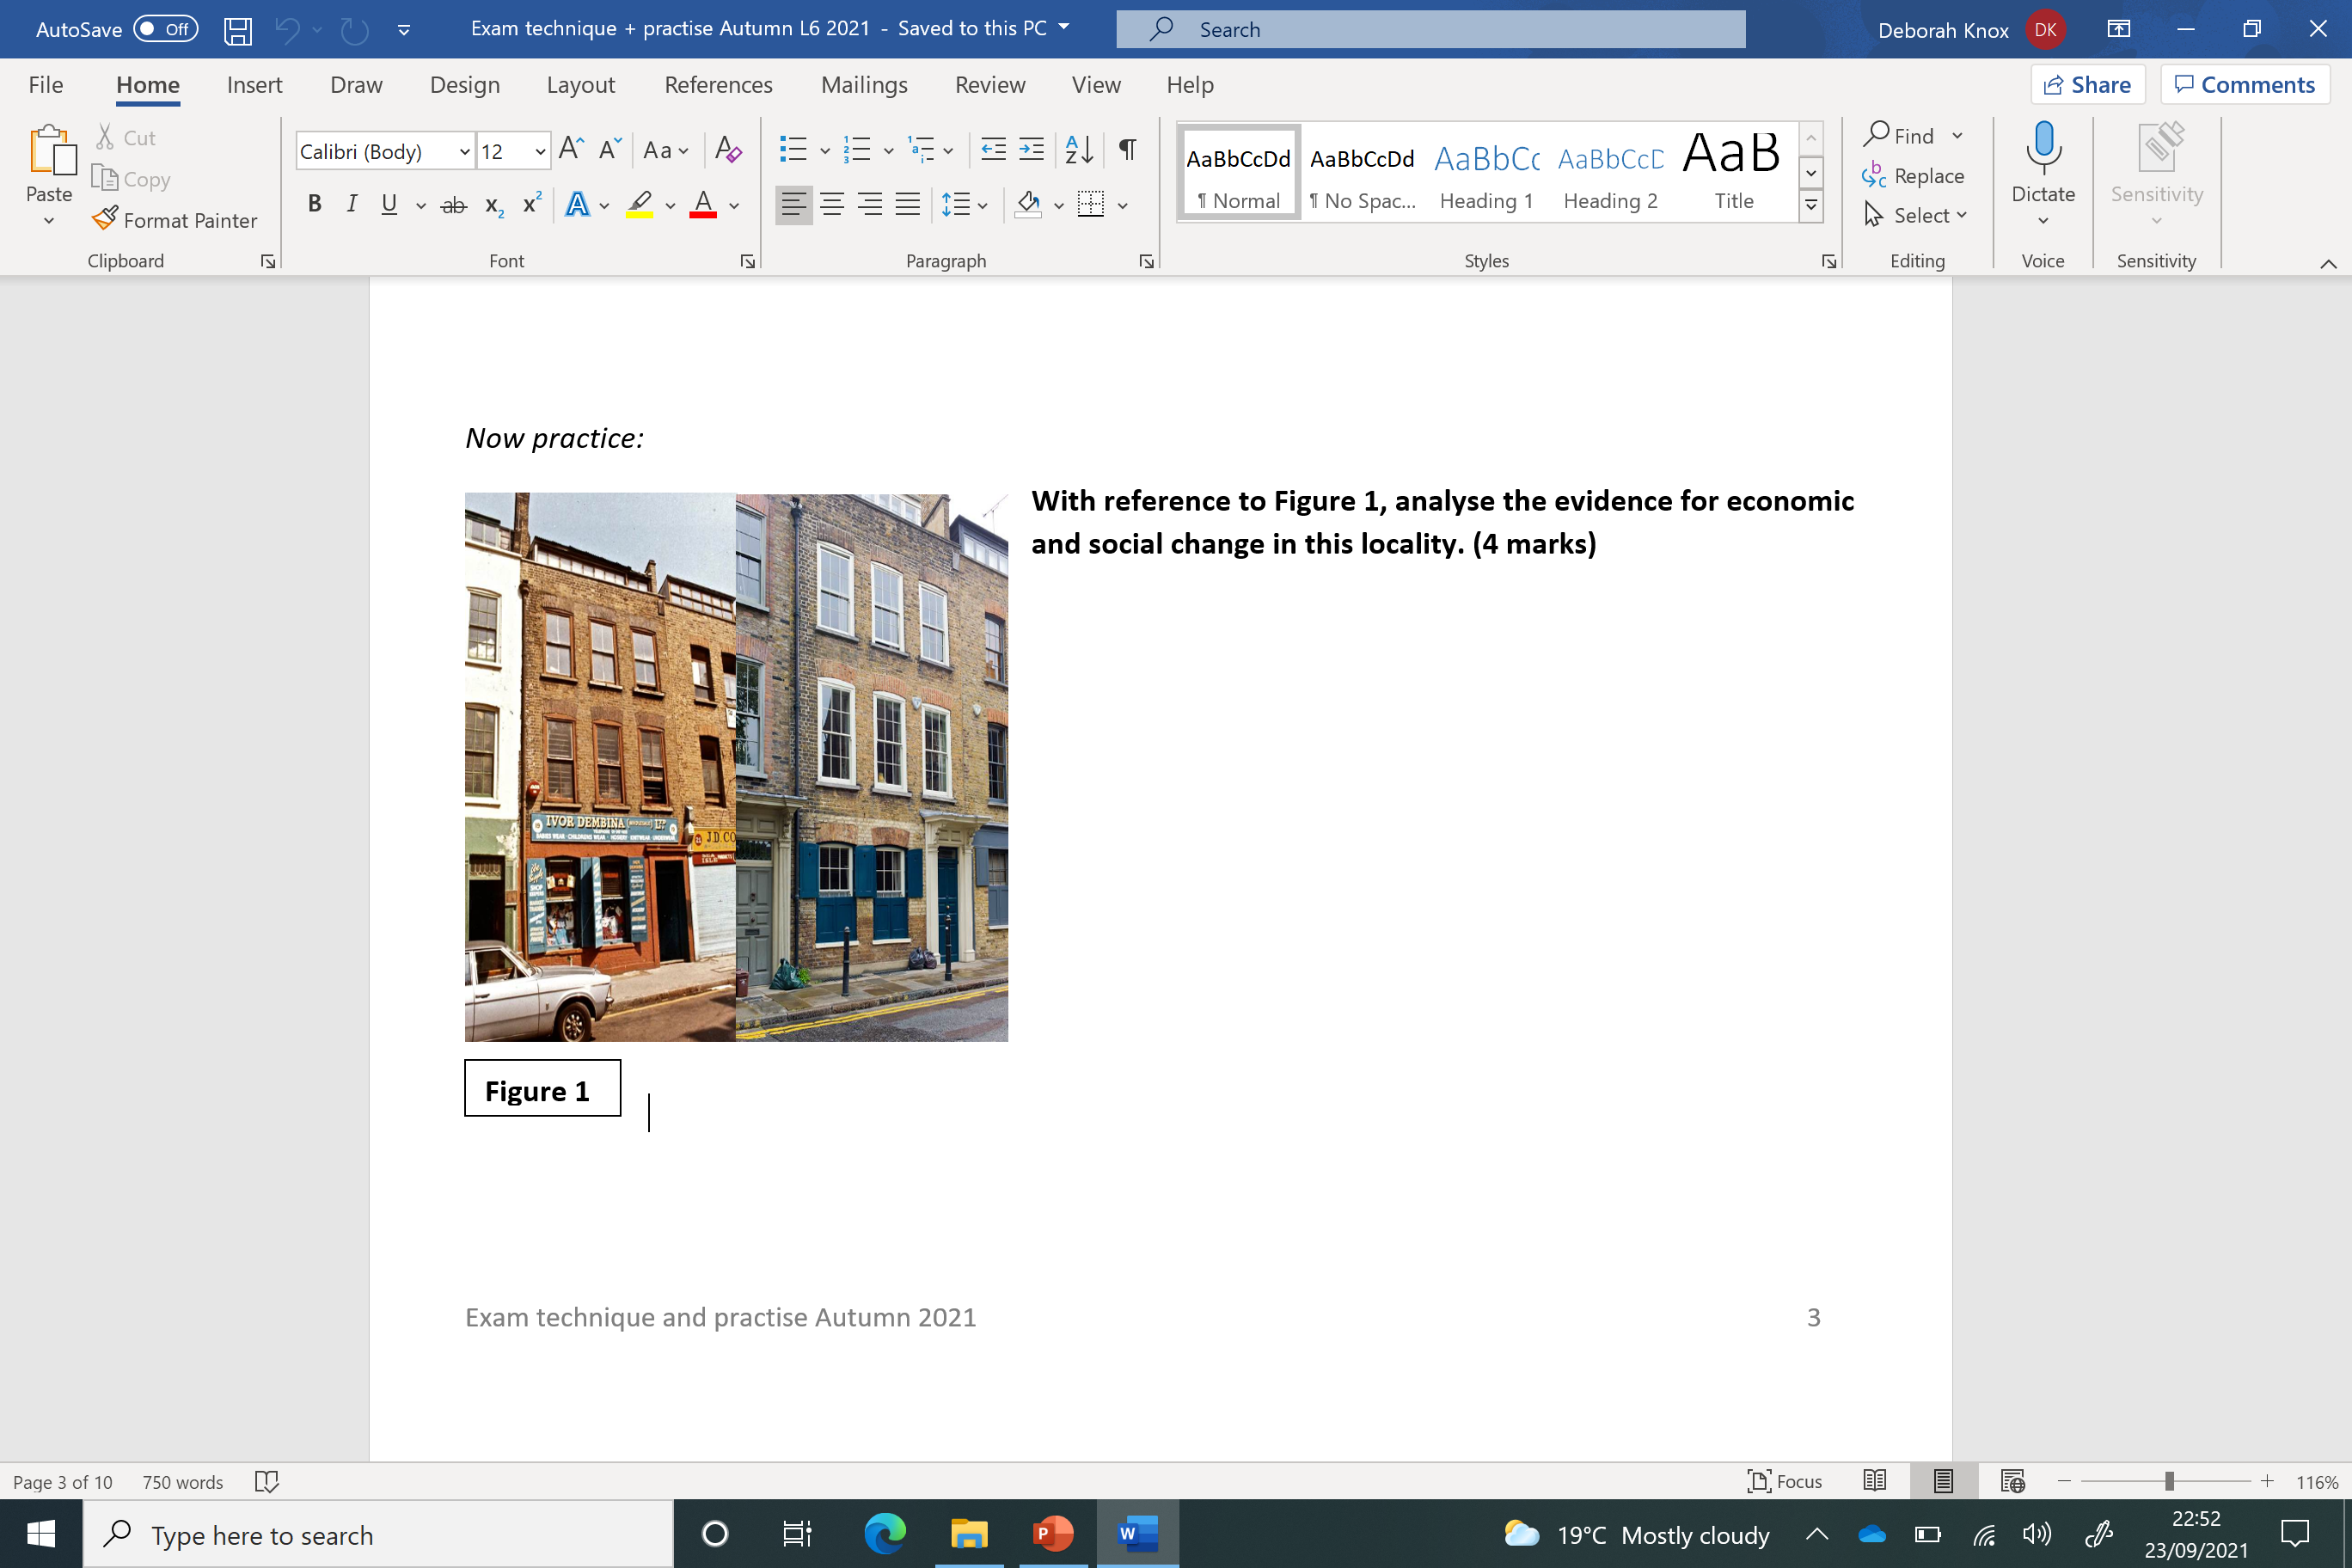 AutoSave Off Exam technique + practise Autumn L6 2021 - Saved to this PC Search Deborah Knox DK
File Home Insert Draw Design Layout References Mailings Review View Help Share Comments
Paste
Cut
Copy
Format Painter
Clipboard
Calibri (Body) 12
Font
Paragraph
AaBbCcDd AaBbCcDd AaBbCc AaBbCcD AaB
¶ Normal ¶ No Spac... Heading 1 Heading 2 Title
Styles
Find
Replace
Select
Editing
Dictate
Voice
Sensitivity
Sensitivity
Now practice:
With reference to Figure 1, analyse the evidence for economic
and social change in this locality. (4 marks)
IVOR DEMBINA
J.D.CO
SHOP
Figure 1
Exam technique and practise Autumn 2021 3
Page 3 of 10 750 words Focus 116%
Type here to search 19°C Mostly cloudy 22:52
23/09/2021